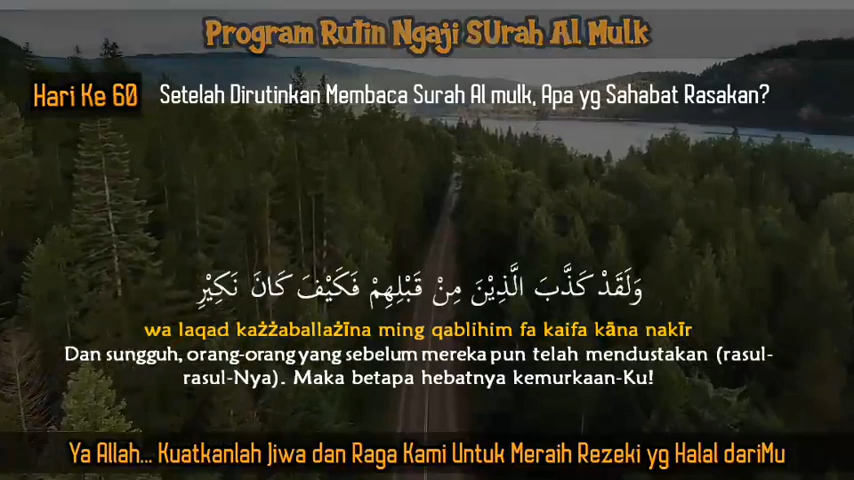 Program Rutin Ngaji SUrah Al Mulk
Hari Ke 60
Setelah Dirutinkan Membaca Surah Al mulk, Apa yg Sahabat Rasakan?
وَلَقَدْ كَذَّبَ الَّذِيْنَ مِنْ قَبْلِهِمْ فَكَيْفَ كَانَ نَكِيْرِ
wa laqad każżaballażīna ming qablihim fa kaifa kāna nakīr
Dan sungguh, orang-orang yang sebelum mereka pun telah mendustakan (rasul-
rasul-Nya). Maka betapa hebatnya kemurkaan-Ku!
Ya Allah... Kuatkanlah Jiwa dan Raga Kami Untuk Meraih Rezeki yg Halal dariMu